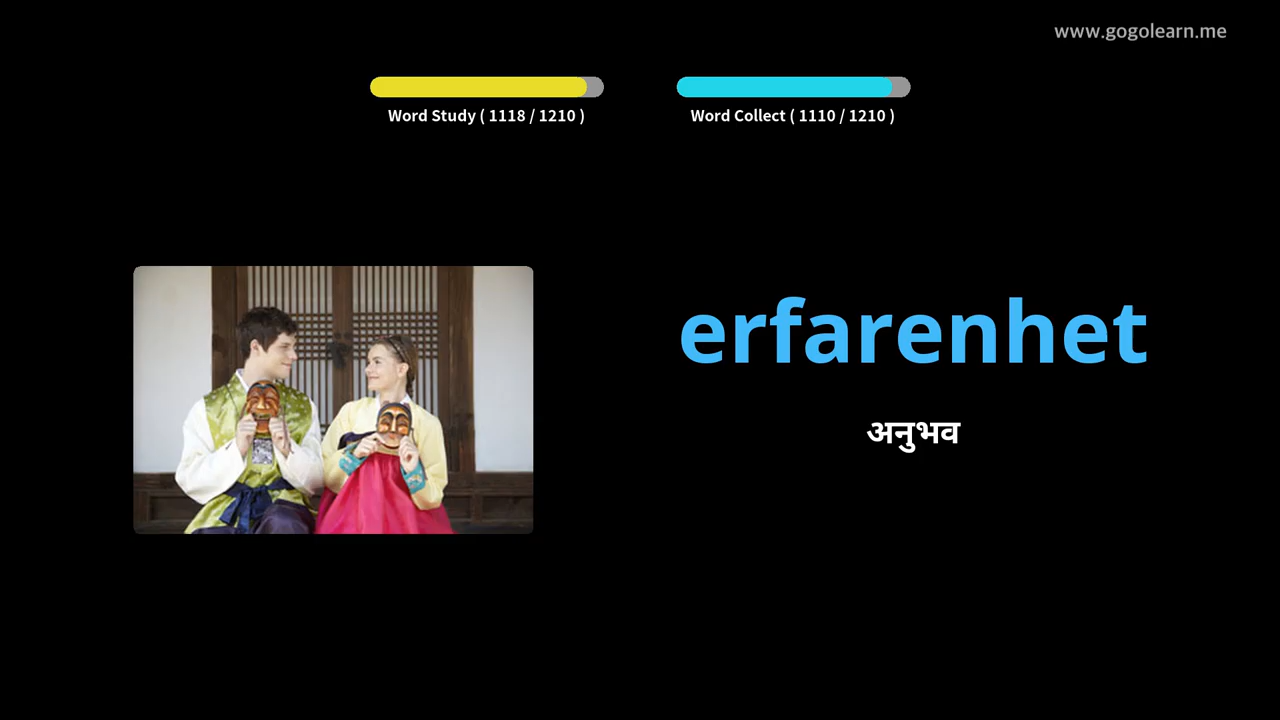 www.gogolearn.me
Word Study ( 1118 / 1210 )
Word Collect ( 1110 / 1210 )
erfarenhet
अनुभव